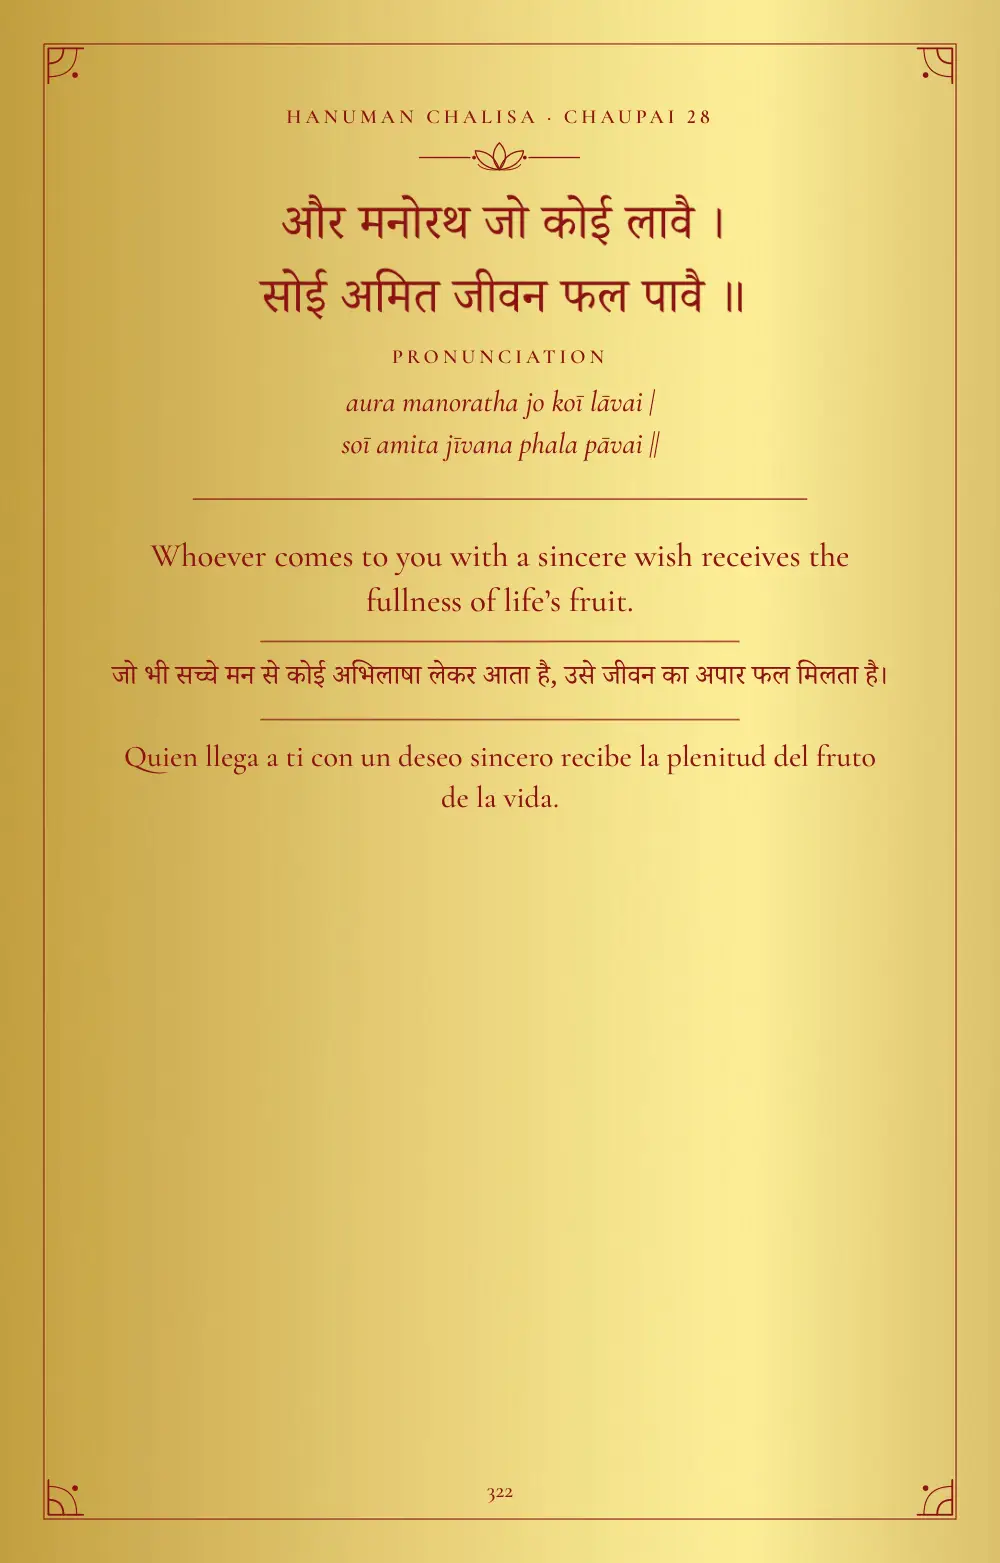 HANUMAN CHALISA · CHAUPAI 28
और मनोरथ जो कोई लावै ।
सोई अमित जीवन फल पावै ॥
PRONUNCIATION
aura manoratha jo koī lāvai |
soī amita jīvana phala pāvai ||
Whoever comes to you with a sincere wish receives the
fullness of life’s fruit.
जो भी सच्चे मन से कोई अभिलाषा लेकर आता है, उसे जीवन का अपार फल मिलता है।
Quien llega a ti con un deseo sincero recibe la plenitud del fruto
de la vida.
322